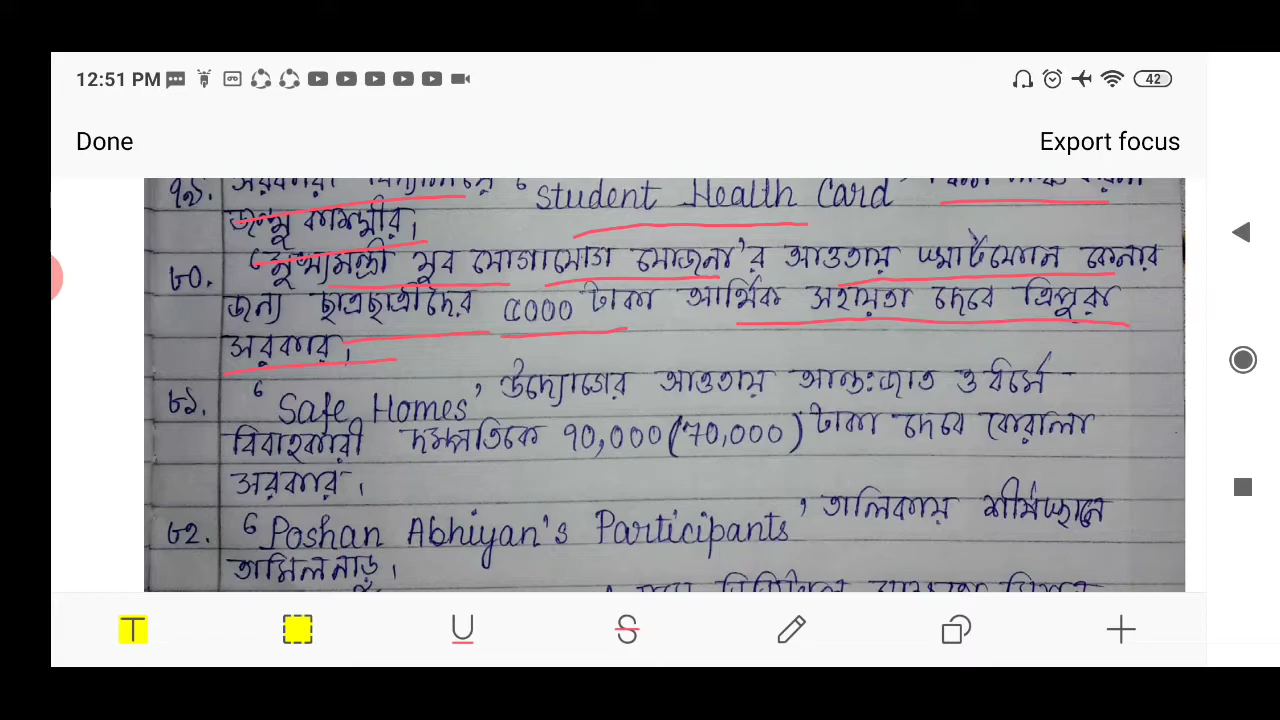 12:51 PM
42
Done
Export focus
৭৯. সরকারী বিদ্যালয়ে ‘Student Health Card’
জম্মু কাশ্মীর।
৮০. ‘মুখ্যমন্ত্রী যুব যোগাযোগ যোজনা’র আওতায় স্মার্টফোন কেনার
জন্য ছাত্রছাত্রীদের ৫০০০ টাকা আর্থিক সহায়তা দেবে ত্রিপুরা
সরকার।
৮১. ‘Safe Homes’ উদ্যোগের আওতায় আন্তঃজাত ও ধর্মে
বিবাহকারী দম্পতিকে ৭০,০০০(70,000) টাকা দেবে কেরালা
সরকার।
৮২. ‘Poshan Abhiyan's Participants’ তালিকায় শীর্ষস্থানে
তামিলনাড়ু।